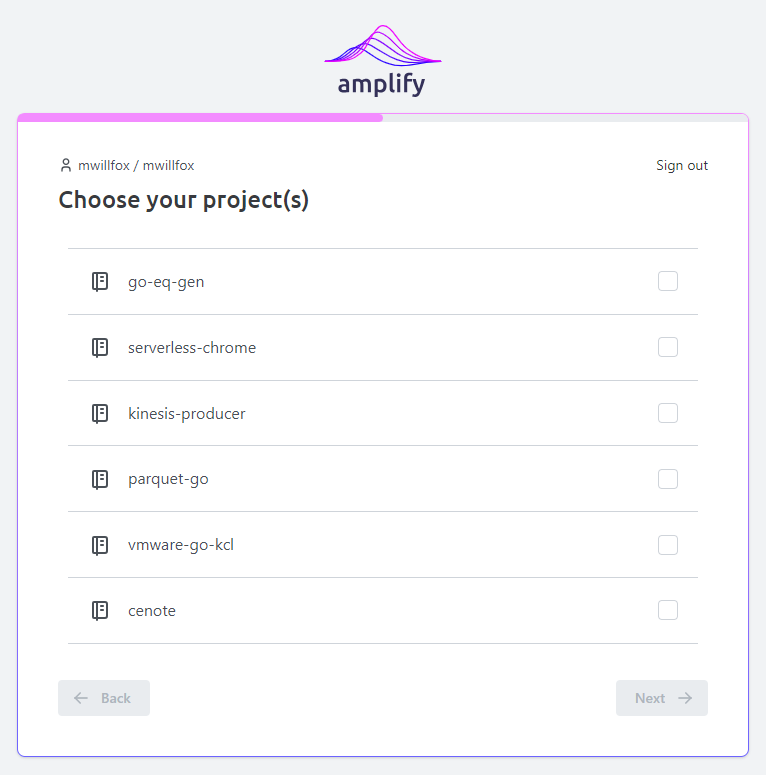 amplify
mwillfox / mwillfox
Sign out
Choose your project(s)
go-eq-gen
serverless-chrome
kinesis-producer
parquet-go
vmware-go-kcl
cenote
Back
Next